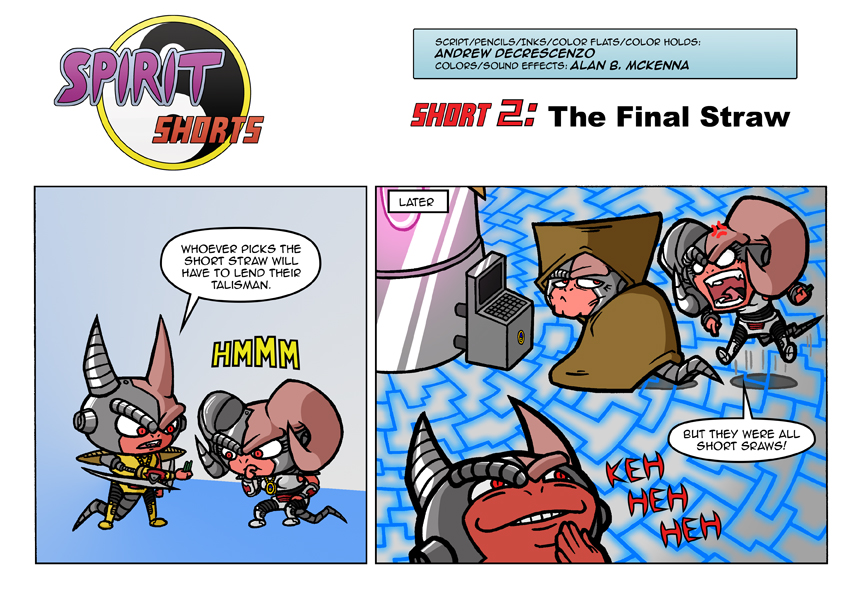 SPIRIT
SHORTS
SCRIPT/PENCILS/INKS/COLOR FLATS/COLOR HOLDS:
ANDREW DECRESCENZO
COLORS/SOUND EFFECTS: ALAN B. MCKENNA
SHORT 2: The Final Straw
WHOEVER PICKS THE
SHORT STRAW WILL
HAVE TO LEND THEIR
TALISMAN.
HMMM
LATER
BUT THEY WERE ALL
SHORT SRAWS!
KEH
HEH
HEH